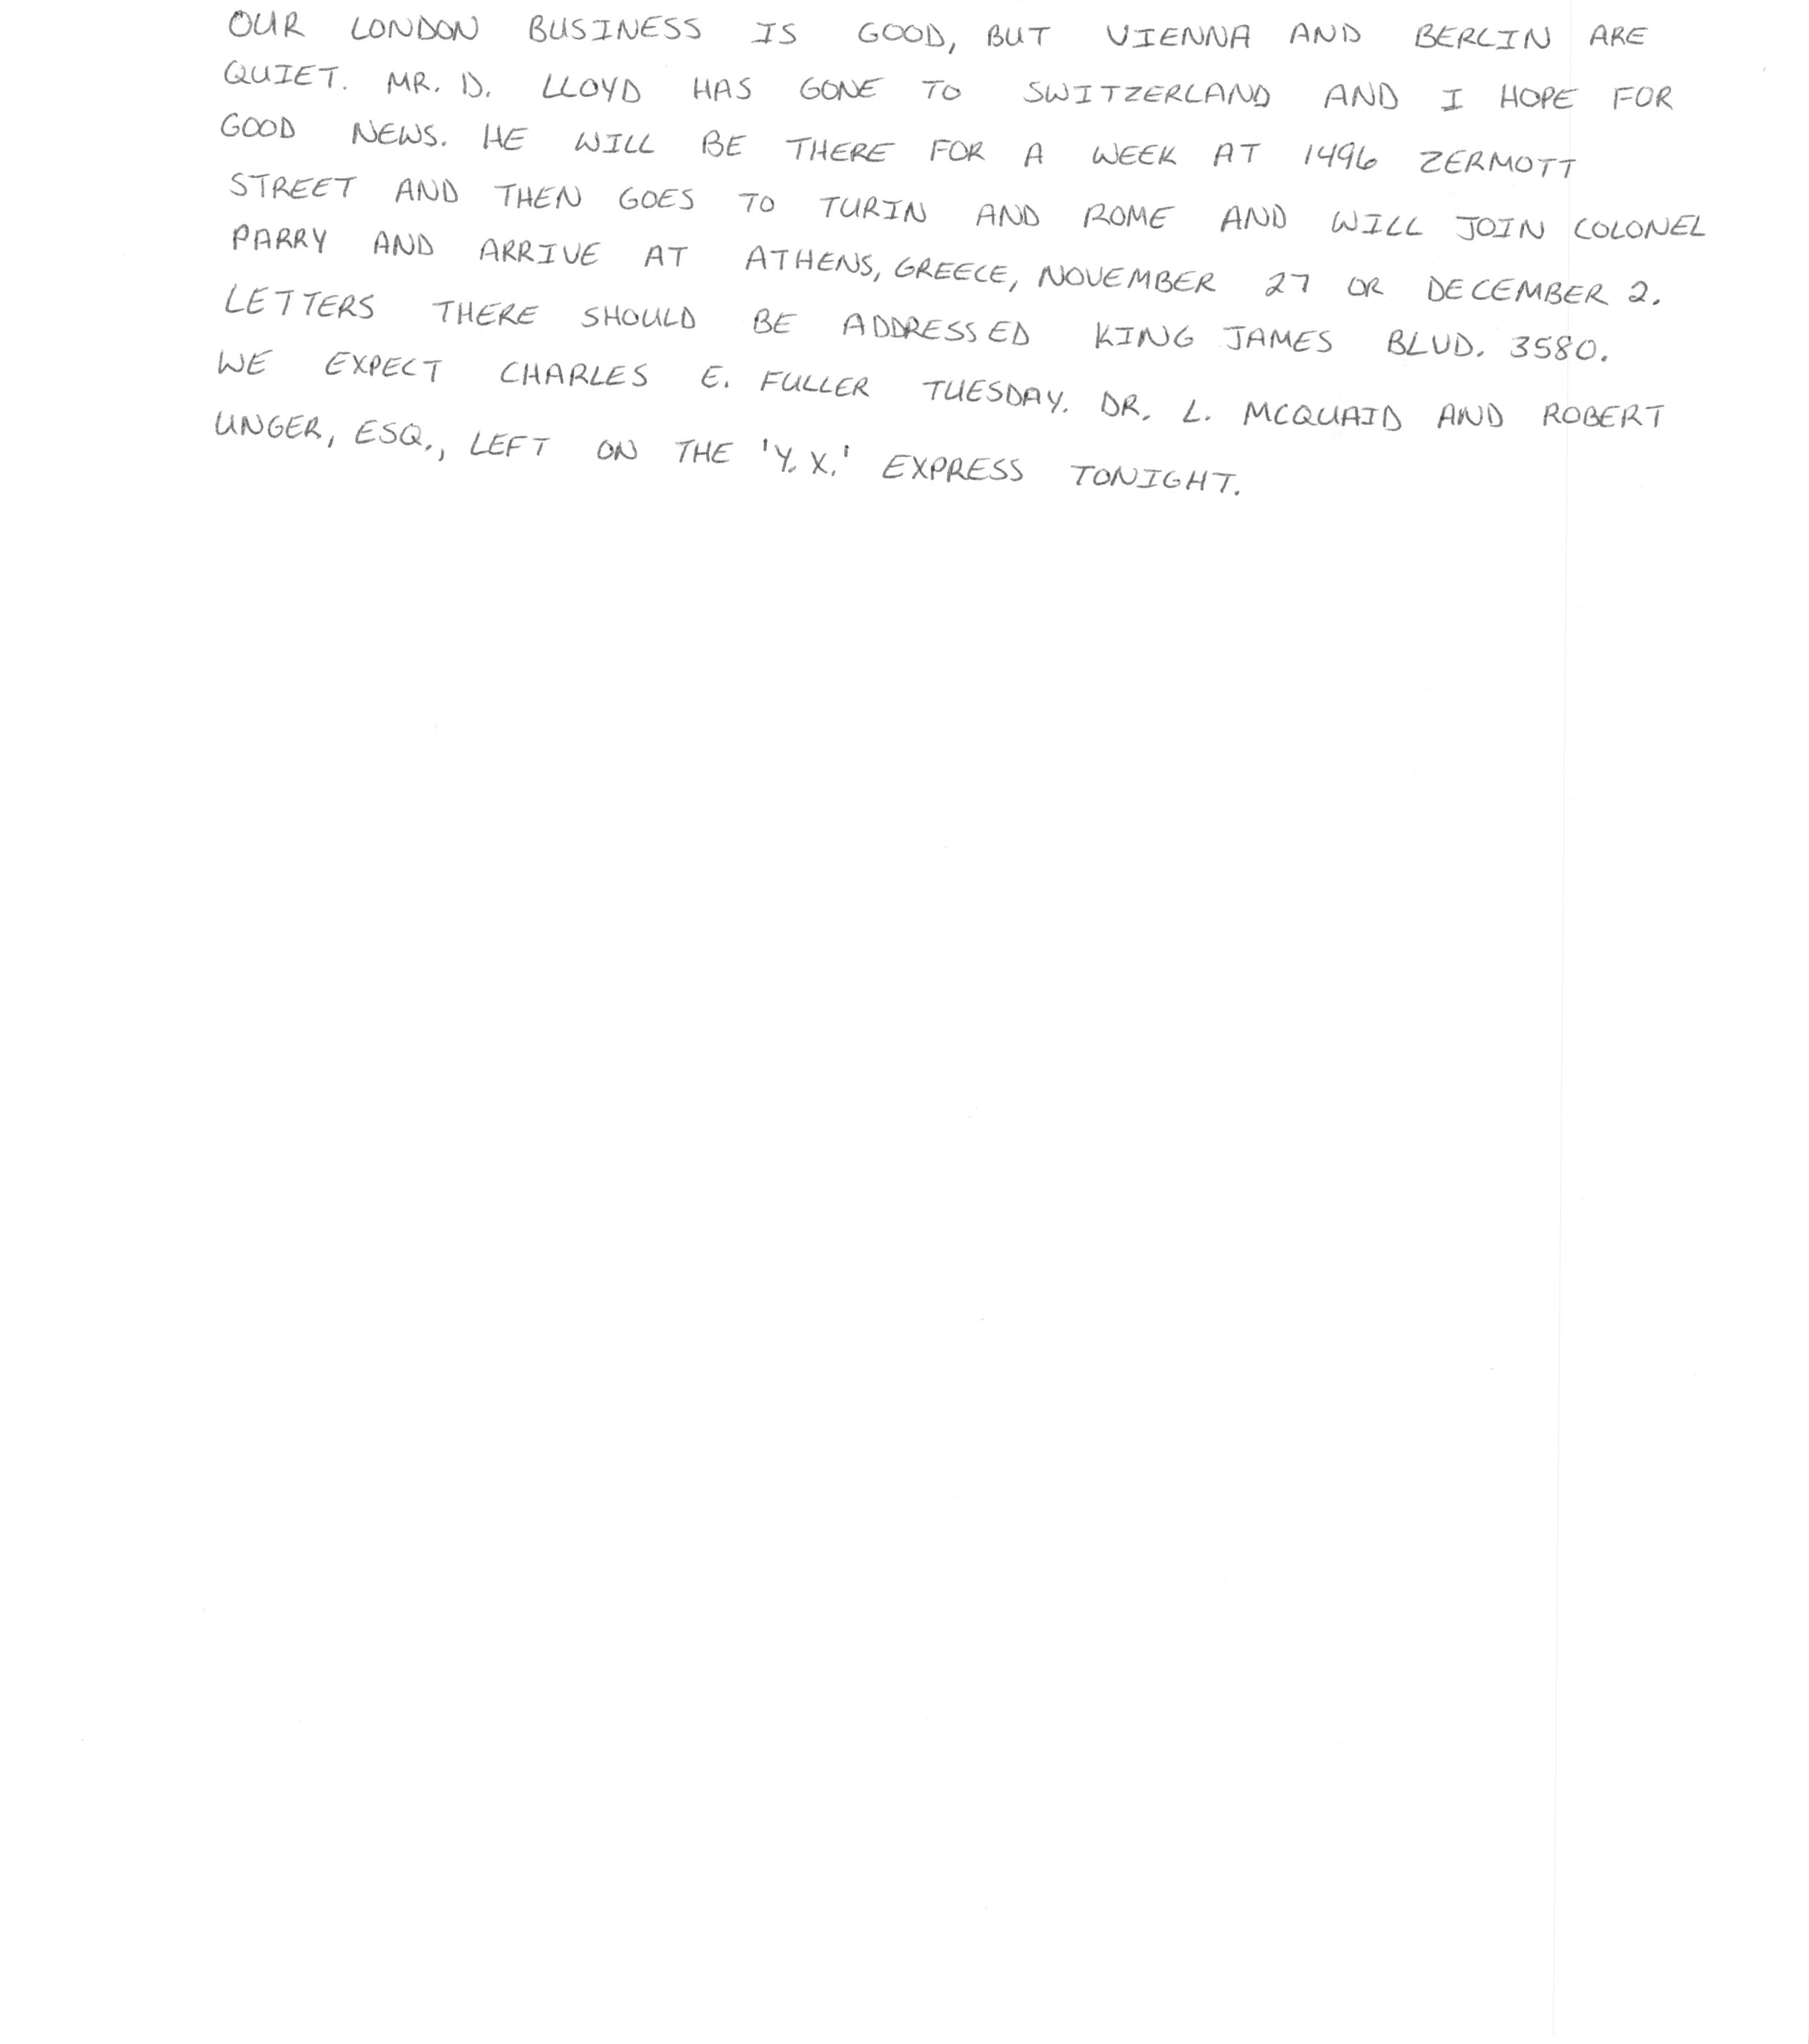 OUR LONDON BUSINESS IS GOOD, BUT VIENNA AND BERLIN ARE
QUIET. MR. D. LLOYD HAS GONE TO SWITZERLAND AND I HOPE FOR
GOOD NEWS. HE WILL BE THERE FOR A WEEK AT 1496 ZERMOTT
STREET AND THEN GOES TO TURIN AND ROME AND WILL JOIN COLONEL
PARRY AND ARRIVE AT ATHENS, GREECE, NOVEMBER 27 OR DECEMBER 2.
LETTERS THERE SHOULD BE ADDRESSED KING JAMES BLVD. 3580.
WE EXPECT CHARLES E. FULLER TUESDAY. DR. L. MCQUAID AND ROBERT
UNGER, ESQ., LEFT ON THE 'Y. X.' EXPRESS TONIGHT.